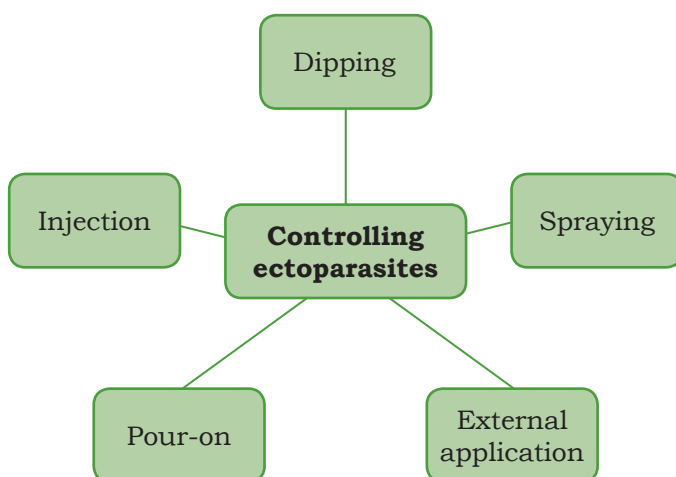 Dipping
Injection
Controlling
ectoparasites
Spraying
Pour-on
External
application